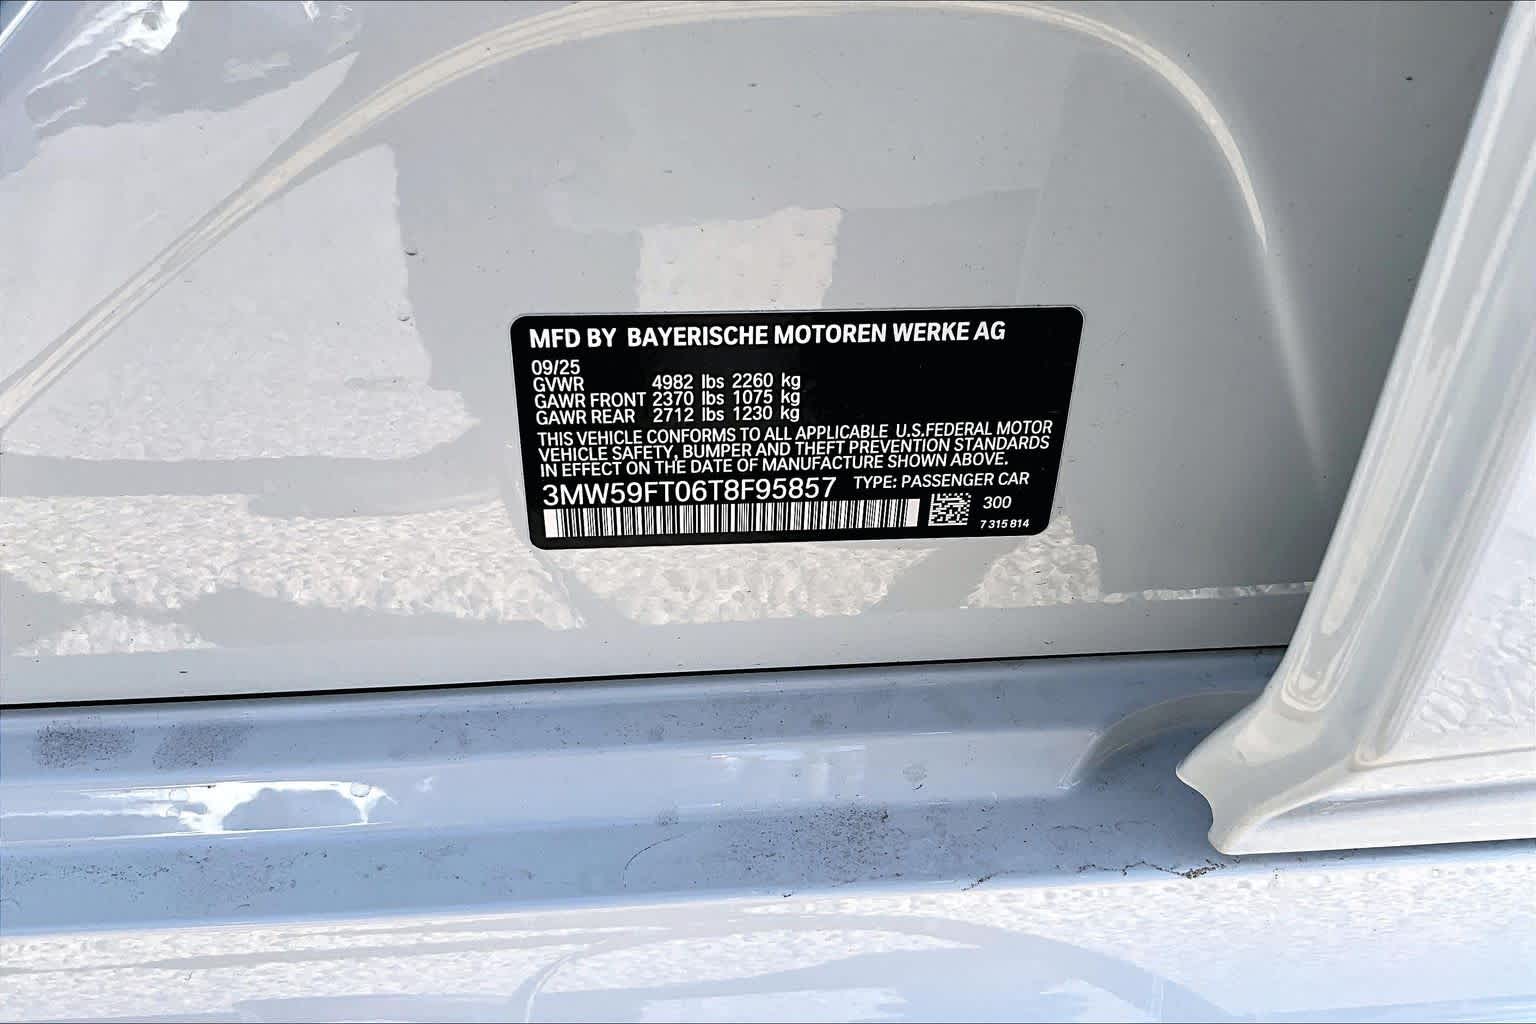 MFD BY BAYERISCHE MOTOREN WERKE AG
09/25
GVWR 4982 lbs 2260 kg
GAWR FRONT 2370 lbs 1075 kg
GAWR REAR 2712 lbs 1230 kg
THIS VEHICLE CONFORMS TO ALL APPLICABLE U.S.FEDERAL MOTOR
VEHICLE SAFETY, BUMPER AND THEFT PREVENTION STANDARDS
IN EFFECT ON THE DATE OF MANUFACTURE SHOWN ABOVE.
3MW59FT06T8F95857 TYPE: PASSENGER CAR
300
7 315 814